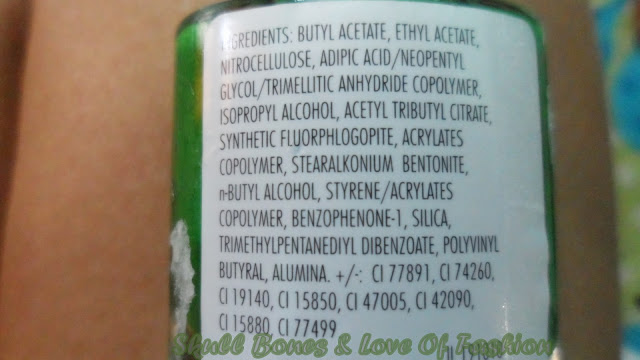 INGREDIENTS: BUTYL ACETATE, ETHYL ACETATE,
NITROCELLULOSE, ADIPIC ACID/NEOPENTYL
GLYCOL/TRIMELLITIC ANHYDRIDE COPOLYMER,
ISOPROPYL ALCOHOL, ACETYL TRIBUTYL CITRATE,
SYNTHETIC FLUORPHLOGOPITE, ACRYLATES
COPOLYMER, STEARALKONIUM BENTONITE,
n-BUTYL ALCOHOL, STYRENE/ACRYLATES
COPOLYMER, BENZOPHENONE-1, SILICA,
TRIMETHYLPENTANEDIYL DIBENZOATE, POLYVINYL
BUTYRAL, ALUMINA. +/-: CI 77891, CI 74260,
CI 19140, CI 15850, CI 47005, CI 42090,
CI 15880, CI 77499
Skull Bones & Love Of Fashion